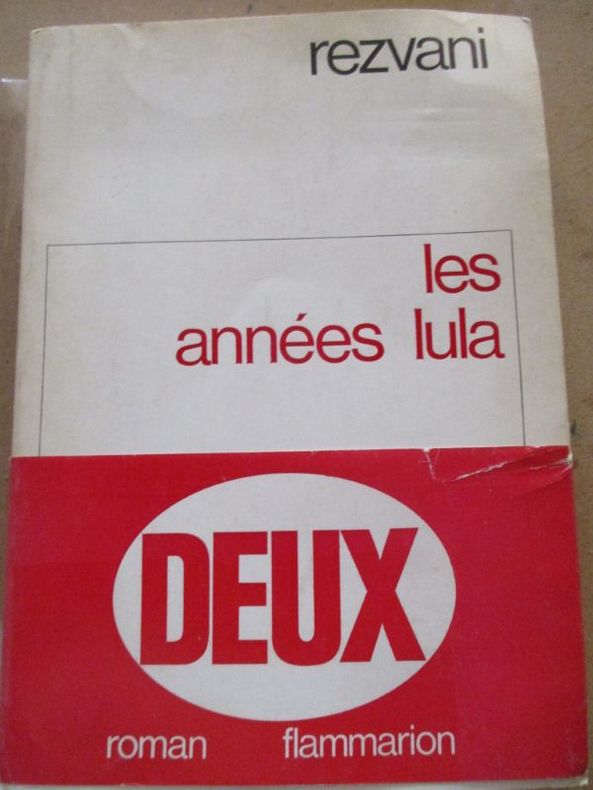 rezvani
les
années lula
DEUX
roman flammarion